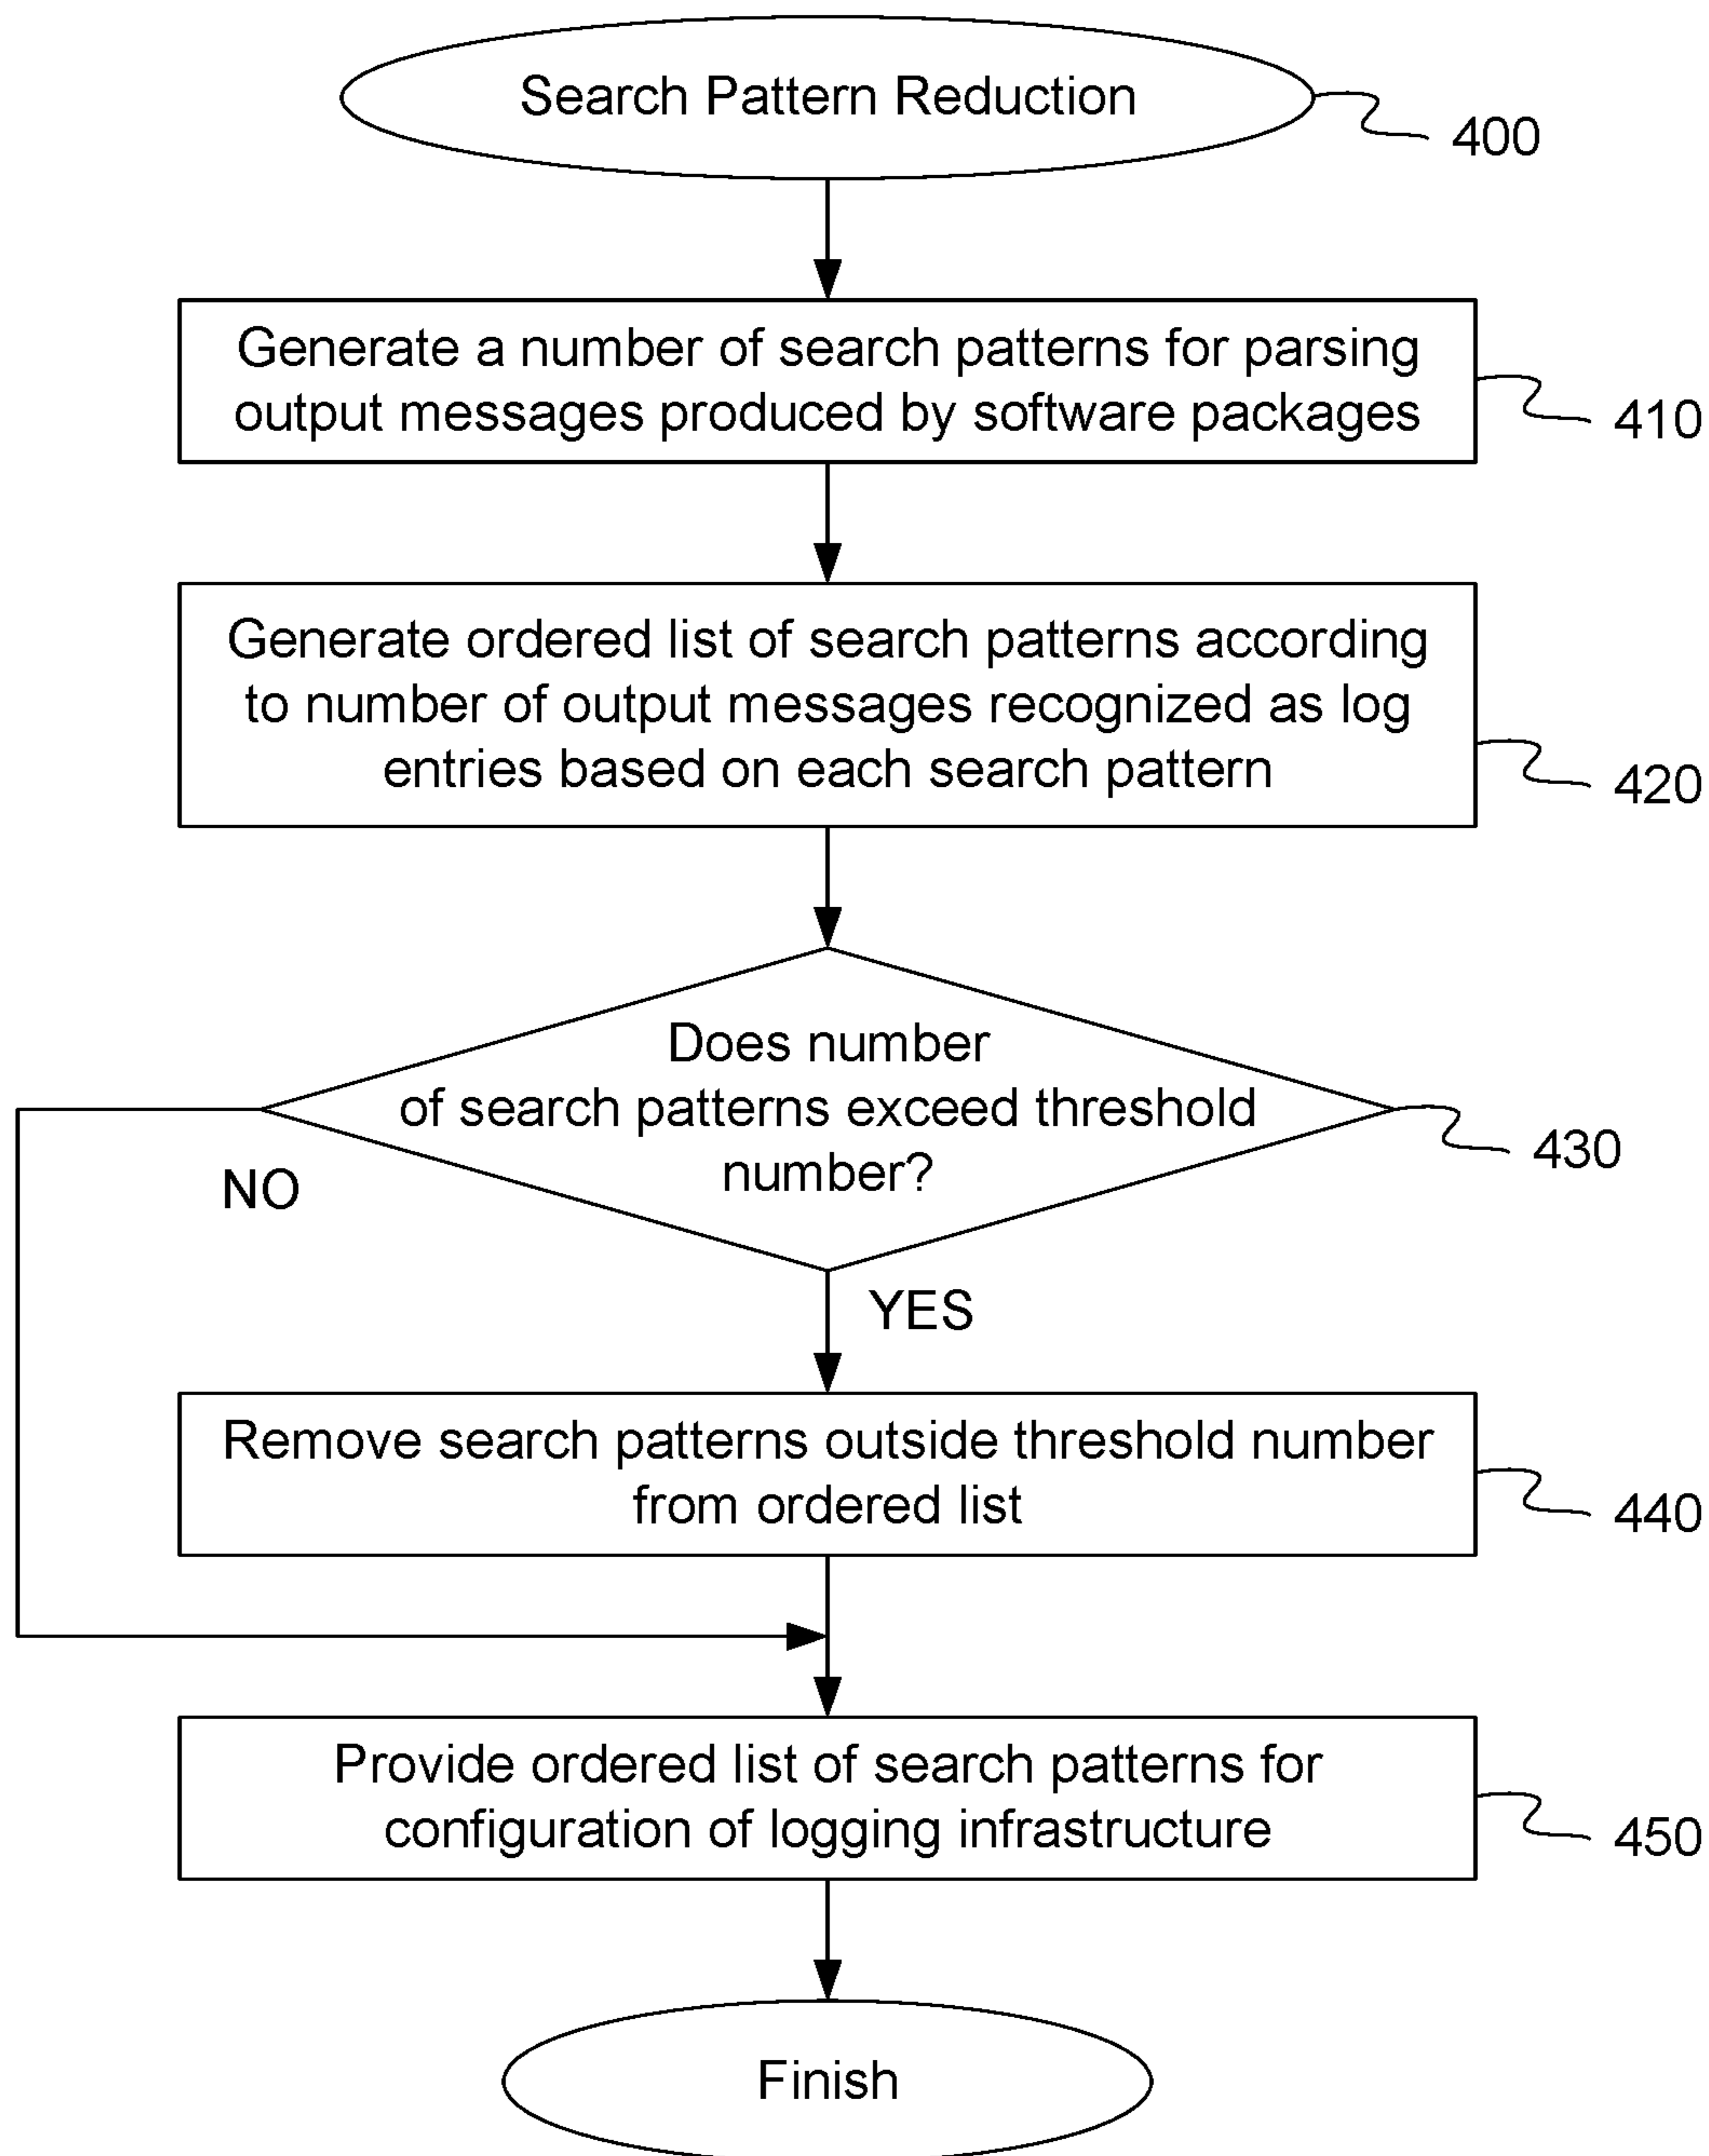 Search Pattern Reduction
400
Generate a number of search patterns for parsing
output messages produced by software packages
410
Generate ordered list of search patterns according
to number of output messages recognized as log
entries based on each search pattern
420
Does number
of search patterns exceed threshold
number?
430
NO
YES
Remove search patterns outside threshold number
from ordered list
440
Provide ordered list of search patterns for
configuration of logging infrastructure
450
Finish